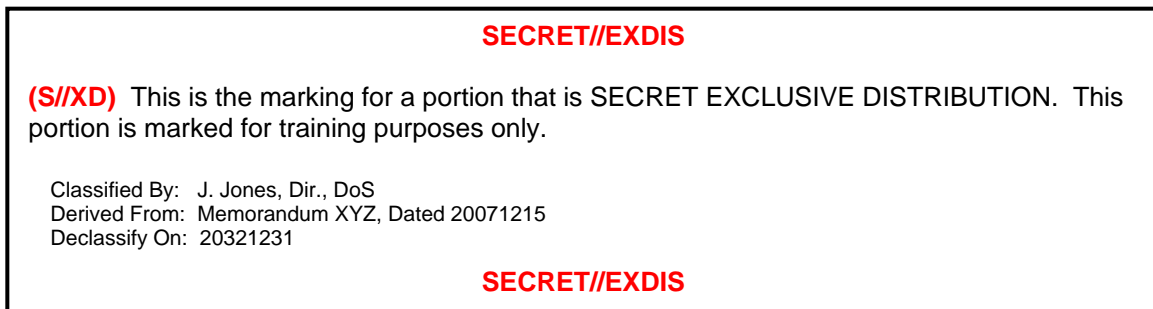 SECRET//EXDIS
(S//XD) This is the marking for a portion that is SECRET EXCLUSIVE DISTRIBUTION. This
portion is marked for training purposes only.
Classified By: J. Jones, Dir., DoS
Derived From: Memorandum XYZ, Dated 20071215
Declassify On: 20321231
SECRET//EXDIS